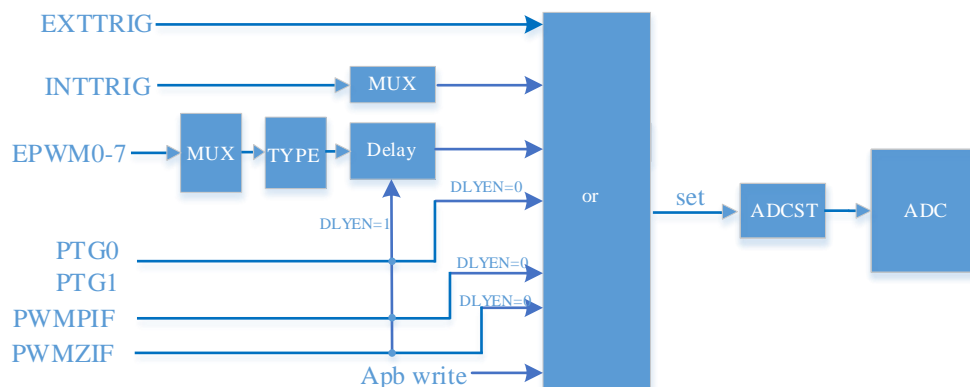 EXTTRIG
INTTRIG
MUX
EPWM0-7
MUX
TYPE
Delay
DLYEN=0
DLYEN=1
or
set
ADCST
ADC
PTG0
PTG1
DLYEN=0
PWMPIF
DLYEN=0
PWMZIF
Apb write